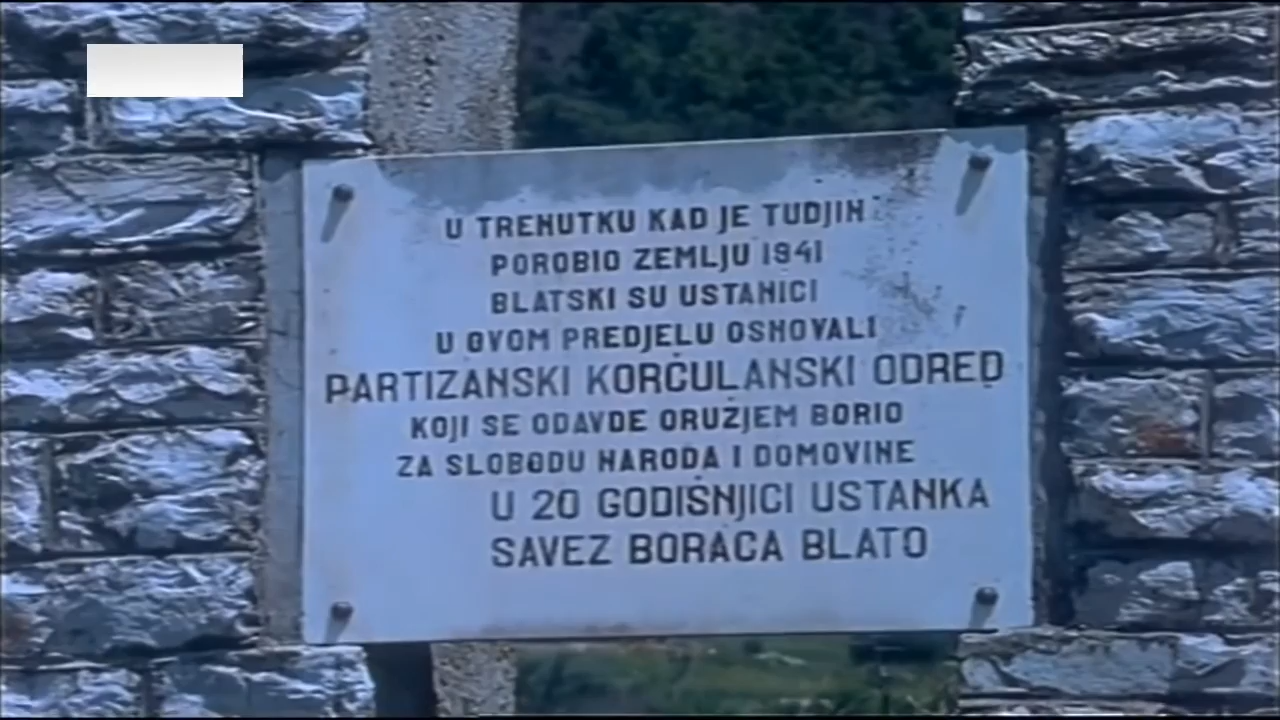 U TRENUTKU KAD JE TUDJIN
POROBIO ZEMLJU 1941
BLATSKI SU USTANICI
U OVOM PREDJELU OSNOVALI
PARTIZANSKI KORČULANSKI ODRED
KOJI SE ODAVDE ORUŽJEM BORIO
ZA SLOBODU NARODA I DOMOVINE
U 20 GODIŠNJICI USTANKA
SAVEZ BORACA BLATO